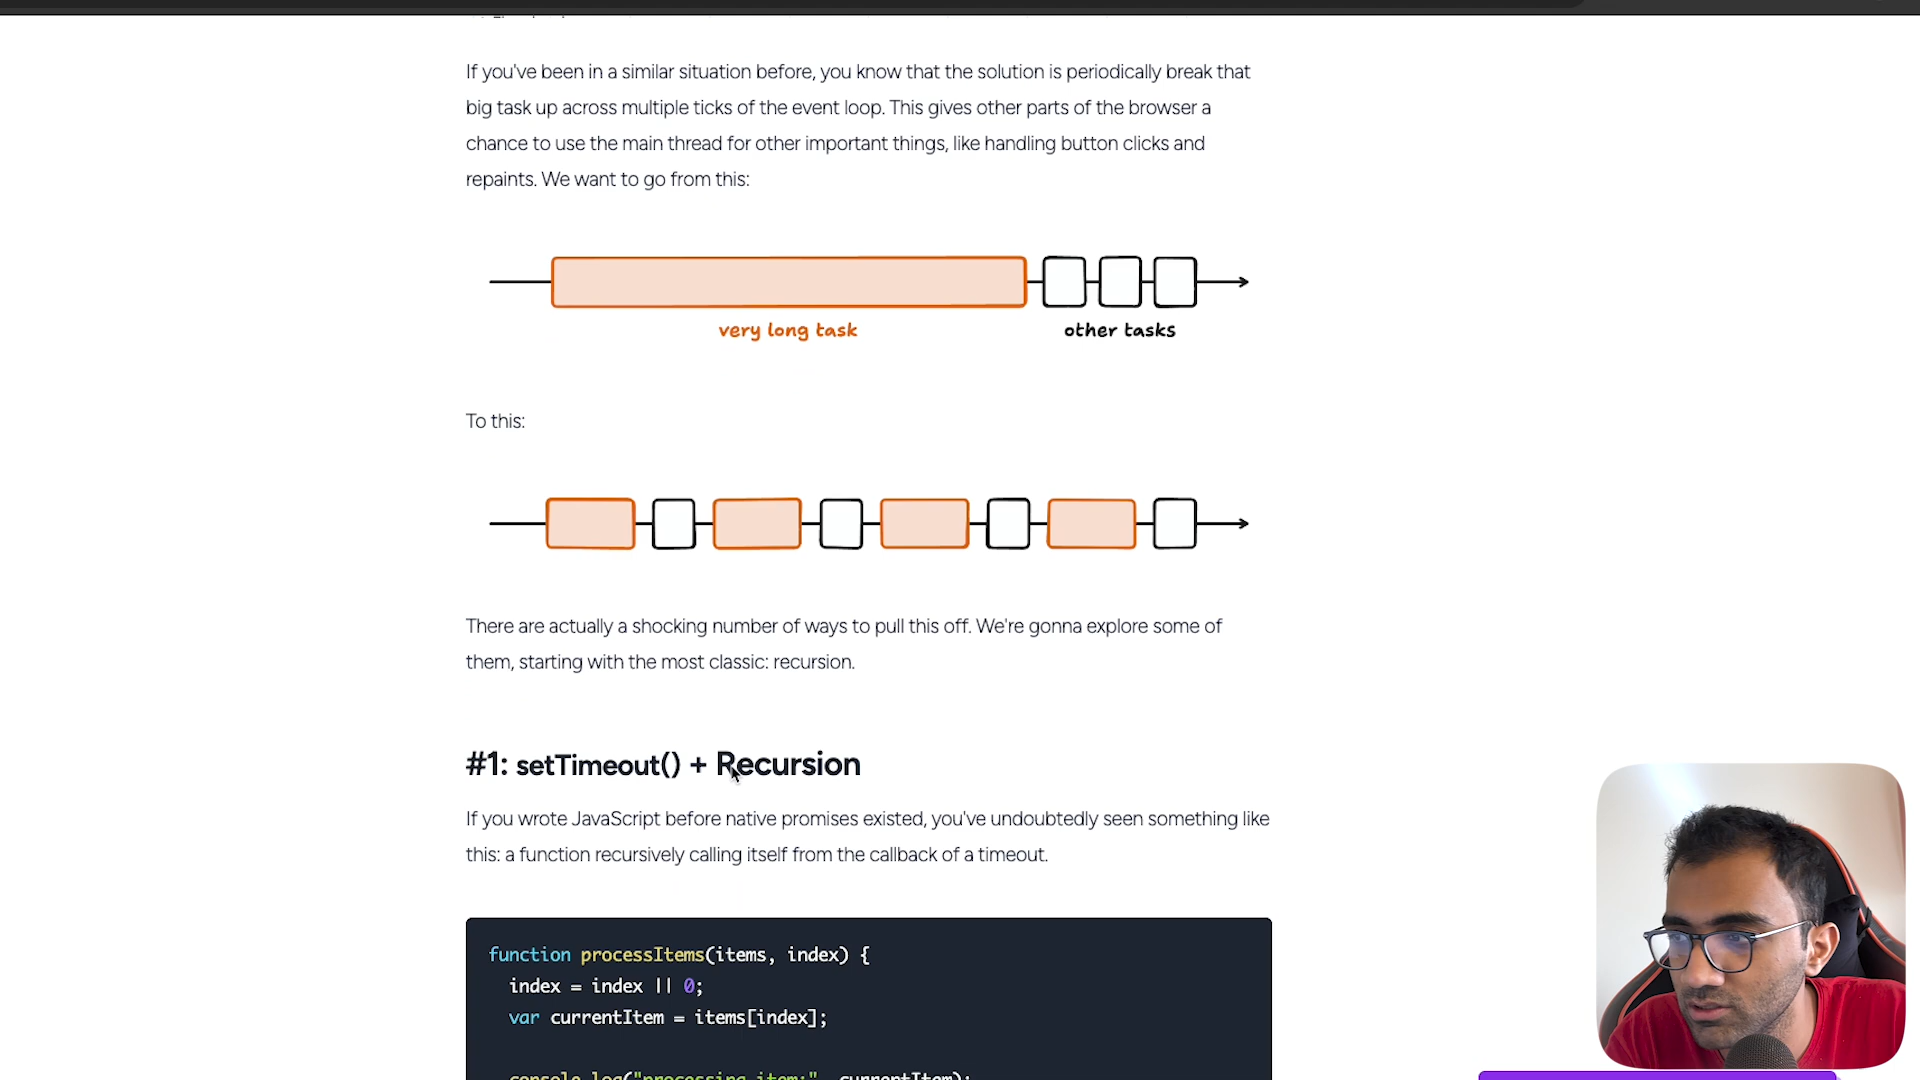 If you've been in a similar situation before, you know that the solution is periodically break that
big task up across multiple ticks of the event loop. This gives other parts of the browser a
chance to use the main thread for other important things, like handling button clicks and
repaints. We want to go from this:
very long task
other tasks
To this:
There are actually a shocking number of ways to pull this off. We're gonna explore some of
them, starting with the most classic: recursion.
#1: setTimeout() + Recursion
If you wrote JavaScript before native promises existed, you've undoubtedly seen something like
this: a function recursively calling itself from the callback of a timeout.
function processItems(items, index) {
index = index || 0;
var currentItem = items[index];
console.log("processing item:", currentItem);